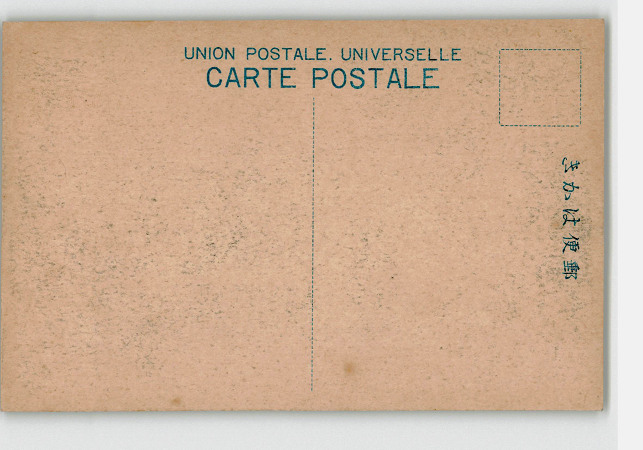 UNION POSTALE. UNIVERSELLE
CARTE POSTALE
きかは便郵